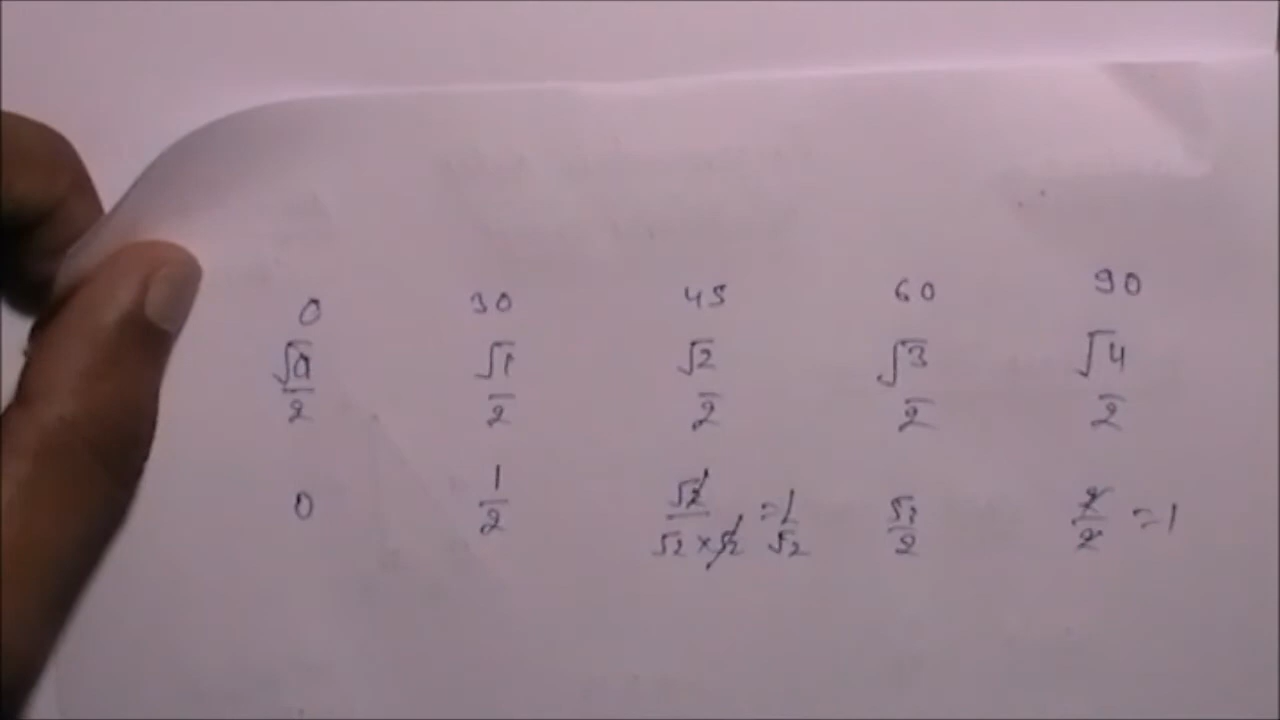 0 30 45 60 90
√0/2 √1/2 √2/2 √3/2 √4/2
0 1/2 √2/√2×√2 =1/√2 √3/2 2/2 =1